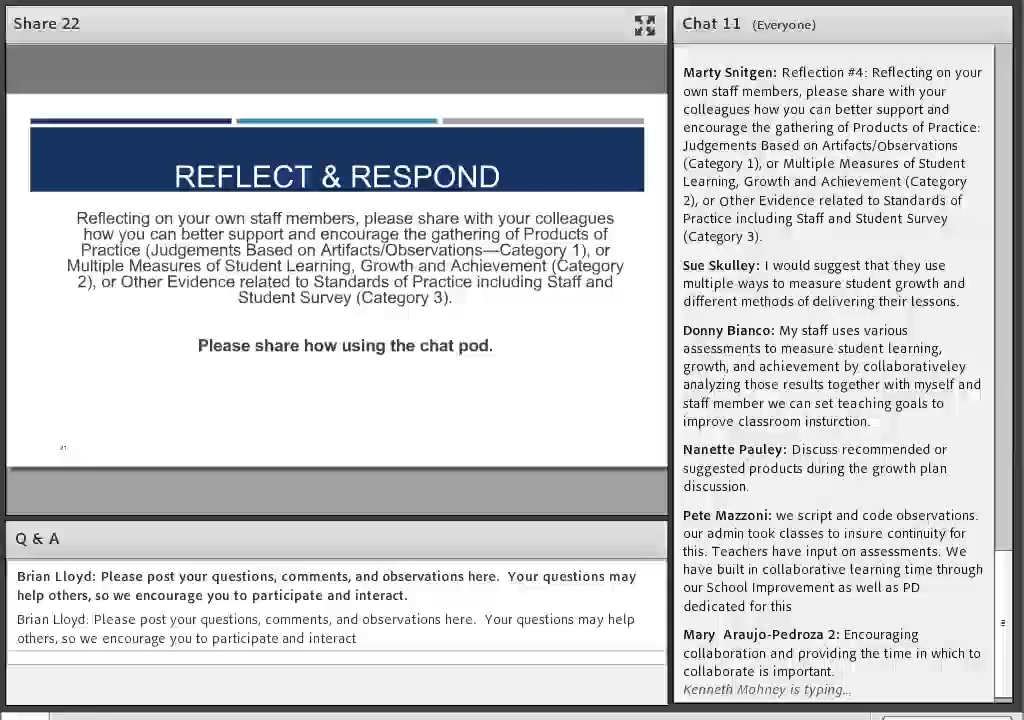 Share 22
REFLECT & RESPOND
Reflecting on your own staff members, please share with your colleagues
how you can better support and encourage the gathering of Products of
Practice (Judgements Based on Artifacts/Observations—Category 1), or
Multiple Measures of Student Learning, Growth and Achievement (Category
2), or Other Evidence related to Standards of Practice including Staff and
Student Survey (Category 3).
Please share how using the chat pod.
Q & A
Brian Lloyd: Please post your questions, comments, and observations here. Your questions may
help others, so we encourage you to participate and interact.
Brian Lloyd: Please post your questions, comments, and observations here. Your questions may help
others, so we encourage you to participate and interact
Chat 11 (Everyone)
Marty Snitgen: Reflection #4: Reflecting on your
own staff members, please share with your
colleagues how you can better support and
encourage the gathering of Products of Practice:
Judgements Based on Artifacts/Observations
(Category 1), or Multiple Measures of Student
Learning, Growth and Achievement (Category
2), or Other Evidence related to Standards of
Practice including Staff and Student Survey
(Category 3).
Sue Skulley: I would suggest that they use
multiple ways to measure student growth and
different methods of delivering their lessons.
Donny Bianco: My staff uses various
assessments to measure student learning,
growth, and achievement by collaborativeley
analyzing those results together with myself and
staff member we can set teaching goals to
improve classroom insturction.
Nanette Pauley: Discuss recommended or
suggested products during the growth plan
discussion.
Pete Mazzoni: we script and code observations.
our admin took classes to insure continuity for
this. Teachers have input on assessments. We
have built in collaborative learning time through
our School Improvement as well as PD
dedicated for this
Mary Araujo-Pedroza 2: Encouraging
collaboration and providing the time in which to
collaborate is important.
Kenneth Mohney is typing...